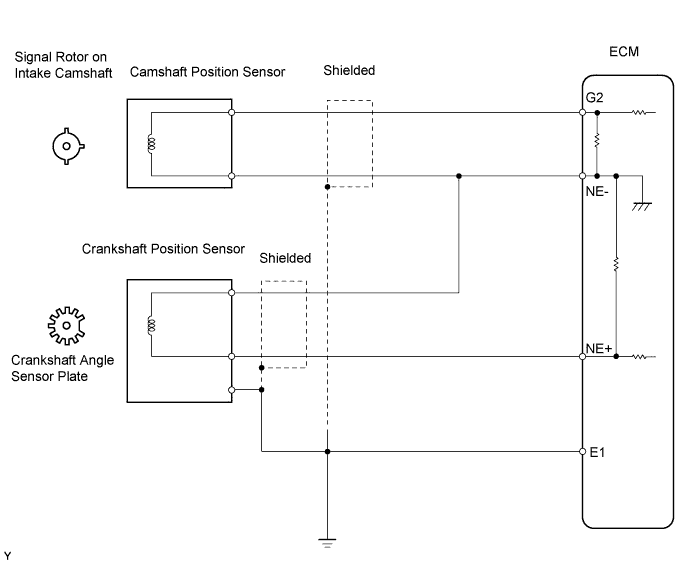 ECM
Signal Rotor on
Intake Camshaft
Camshaft Position Sensor
Shielded
G2
NE-
Crankshaft Position Sensor
Shielded
NE+
Crankshaft Angle
Sensor Plate
E1
Y